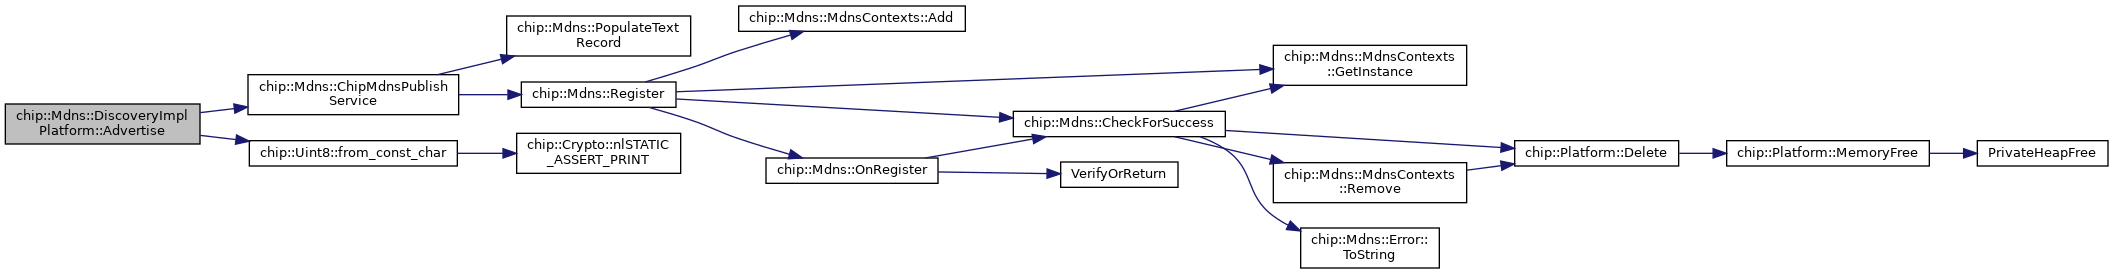 chip::Mdns::DiscoveryImpl
Platform::Advertise
chip::Mdns::ChipMdnsPublish
Service
chip::Mdns::PopulateText
Record
chip::Mdns::Register
chip::Mdns::MdnsContexts::Add
chip::Mdns::MdnsContexts
::GetInstance
chip::Mdns::CheckForSuccess
chip::Platform::Delete
chip::Platform::MemoryFree
PrivateHeapFree
chip::Mdns::MdnsContexts
::Remove
chip::Mdns::Error::
ToString
chip::Mdns::OnRegister
VerifyOrReturn
chip::Uint8::from_const_char
chip::Crypto::nlSTATIC
_ASSERT_PRINT